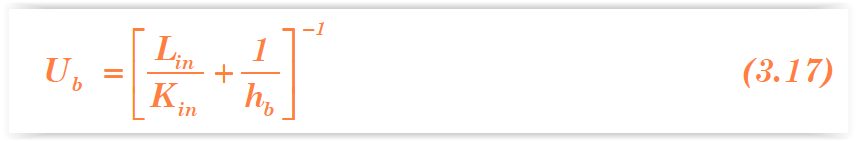 U_b = [ L_in / K_in + 1 / h_b ]^−1 (3.17)